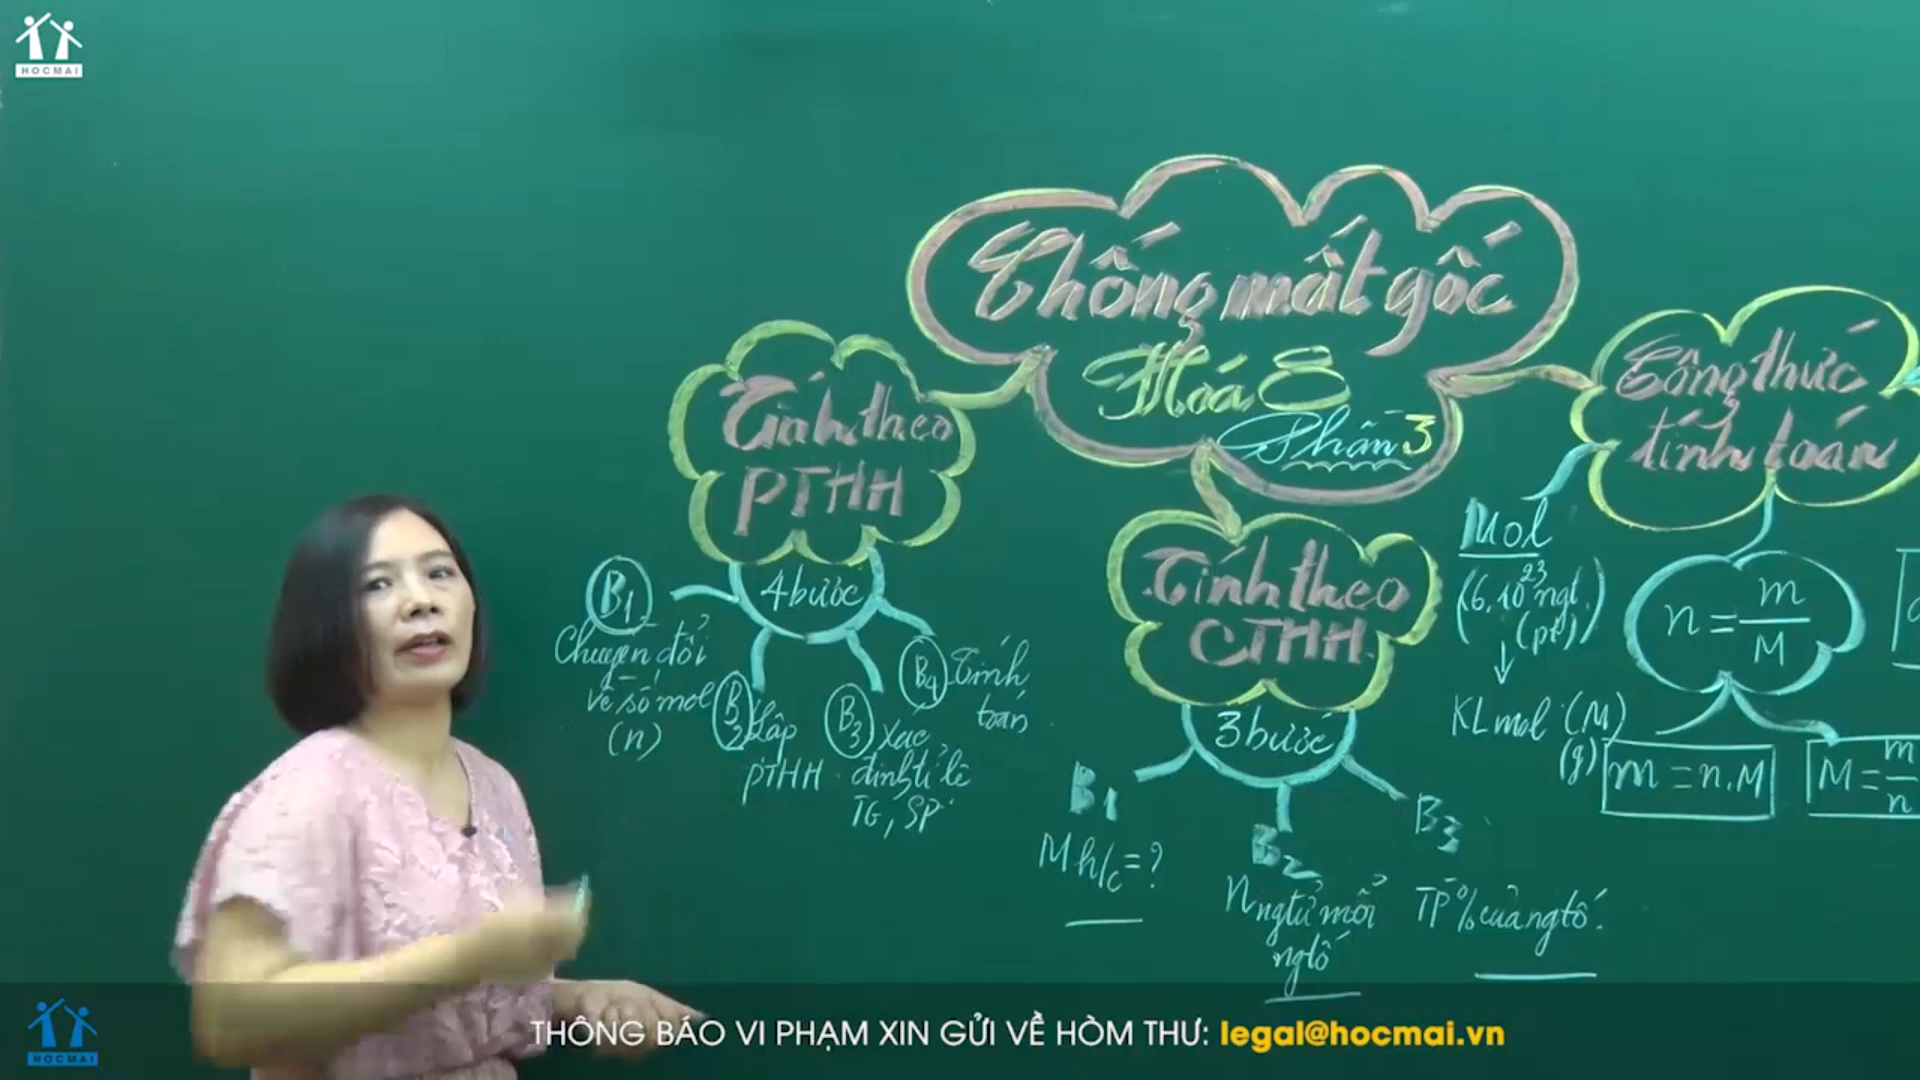 HOCMAI
Chống mất gốc
Hoá 8
Phần 3
Tính theo
PTHH
4 bước
B1
Chuyển đổi
về số mol
(n)
B2 Lập
PTHH
B3 xác
định tỉ lệ
TG, SP
B4 Tính
toán
Tính theo
CTHH
3 bước
B1
M h/c = ?
B2
n ngtử mỗi
ngtố
B3
TP % của ngtố.
Công thức
tính toán
Mol
(6.10²³ ngt
(pt))
↓
KL mol (M)
(g)
n = m/M
m = n.M
M = m/n
HOCMAI
THÔNG BÁO VI PHẠM XIN GỬI VỀ HÒM THƯ: legal@hocmai.vn